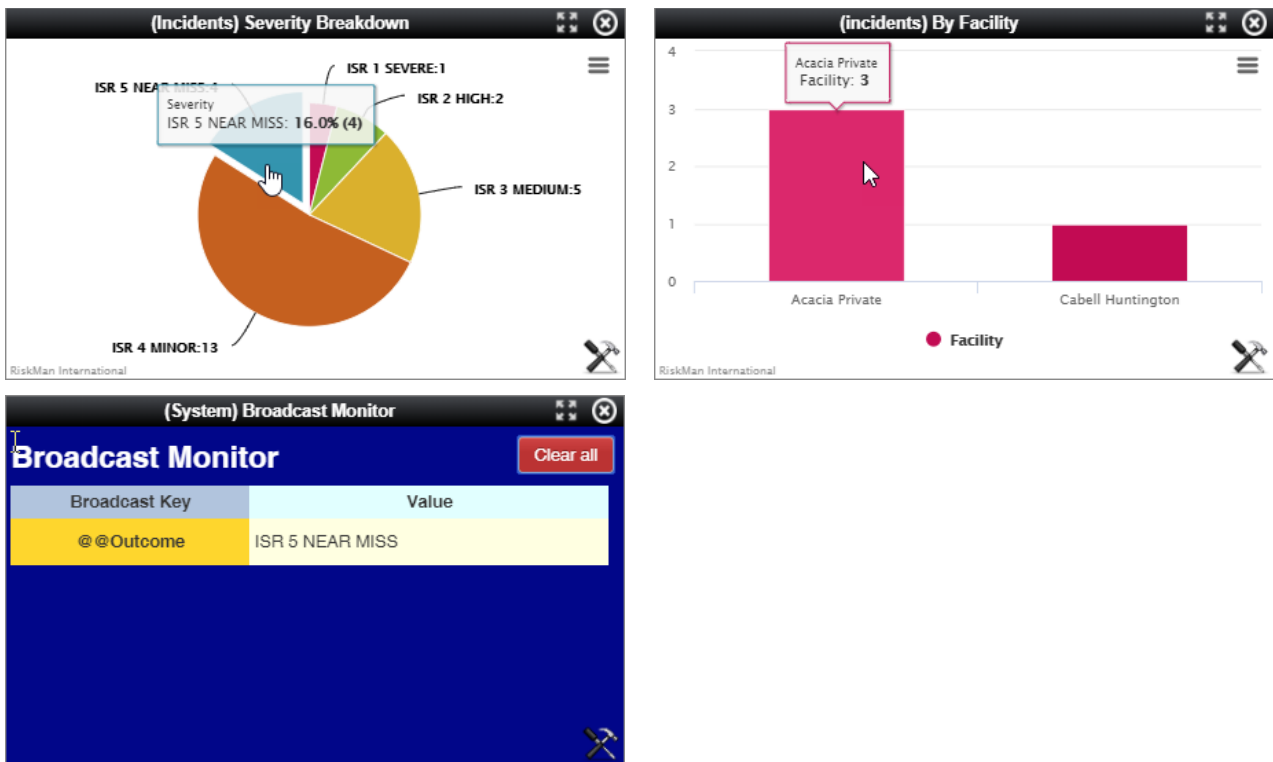 (Incidents) Severity Breakdown
ISR 1 SEVERE:1
ISR 5 NEAR MISS:4
ISR 2 HIGH:2
Severity
ISR 5 NEAR MISS: 16.0% (4)
ISR 3 MEDIUM:5
ISR 4 MINOR:13
RiskMan International
(incidents) By Facility
4
Acacia Private
Facility: 3
3
2
1
0
Acacia Private
Cabell Huntington
Facility
RiskMan International
(System) Broadcast Monitor
Broadcast Monitor
Clear all
Broadcast Key Value
@@Outcome ISR 5 NEAR MISS